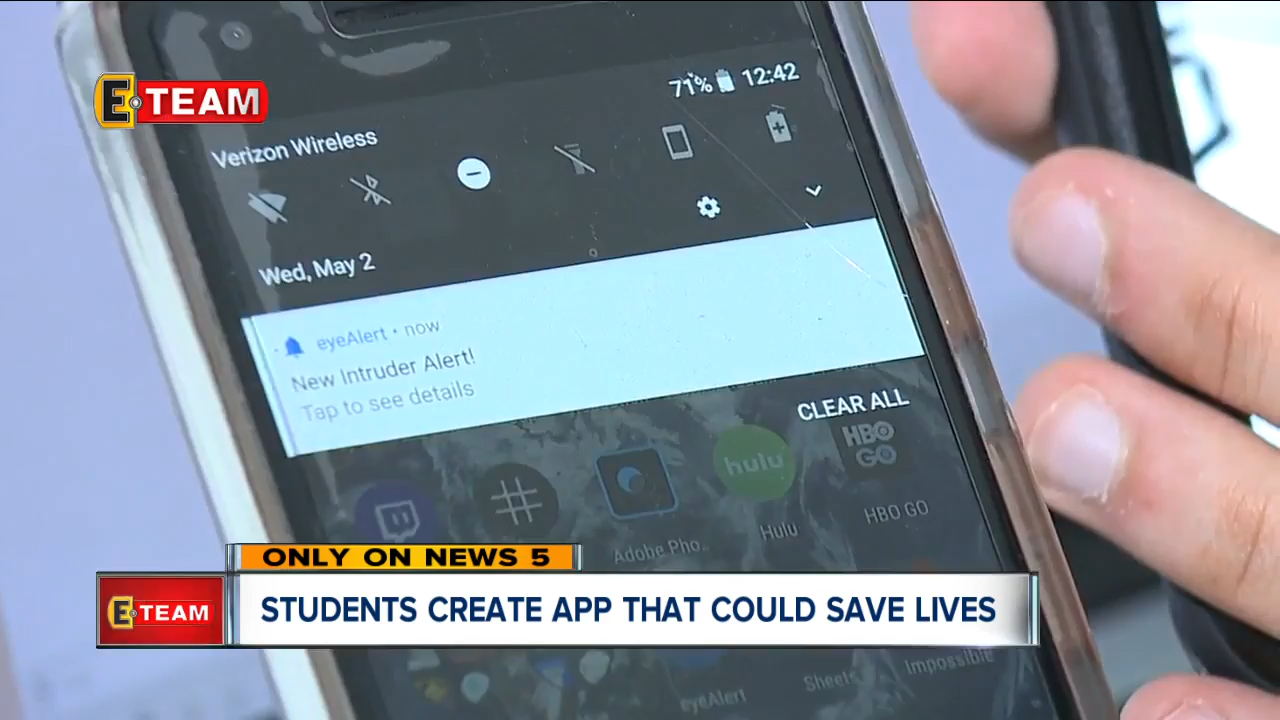 E•TEAM
71% 12:42
Verizon Wireless
Wed, May 2
eyeAlert • now
New Intruder Alert!
Tap to see details
CLEAR ALL
hulu
HBO
GO
Adobe Pho..
Hulu
HBO GO
ONLY ON NEWS 5
E•TEAM
STUDENTS CREATE APP THAT COULD SAVE LIVES
eyeAlert
Sheets
Impossible